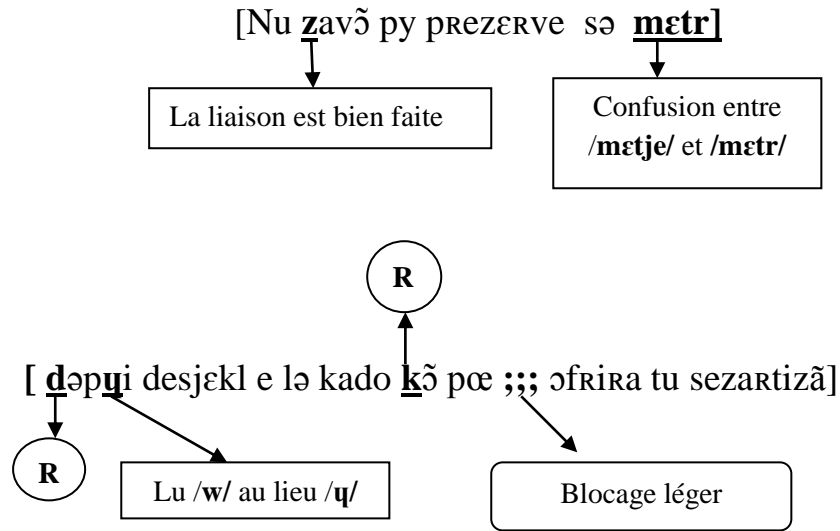 [Nu zavɔ̃ py pʀezɛʀve sə mɛtr]
La liaison est bien faite
Confusion entre
/mɛtje/ et /mɛtr/
R
[ dəpɥi desjɛkl e lə kado kɔ̃ pœ ;;; ɔfʀiʀa tu sezaʀtizã]
R
Lu /w/ au lieu /ɥ/
Blocage léger